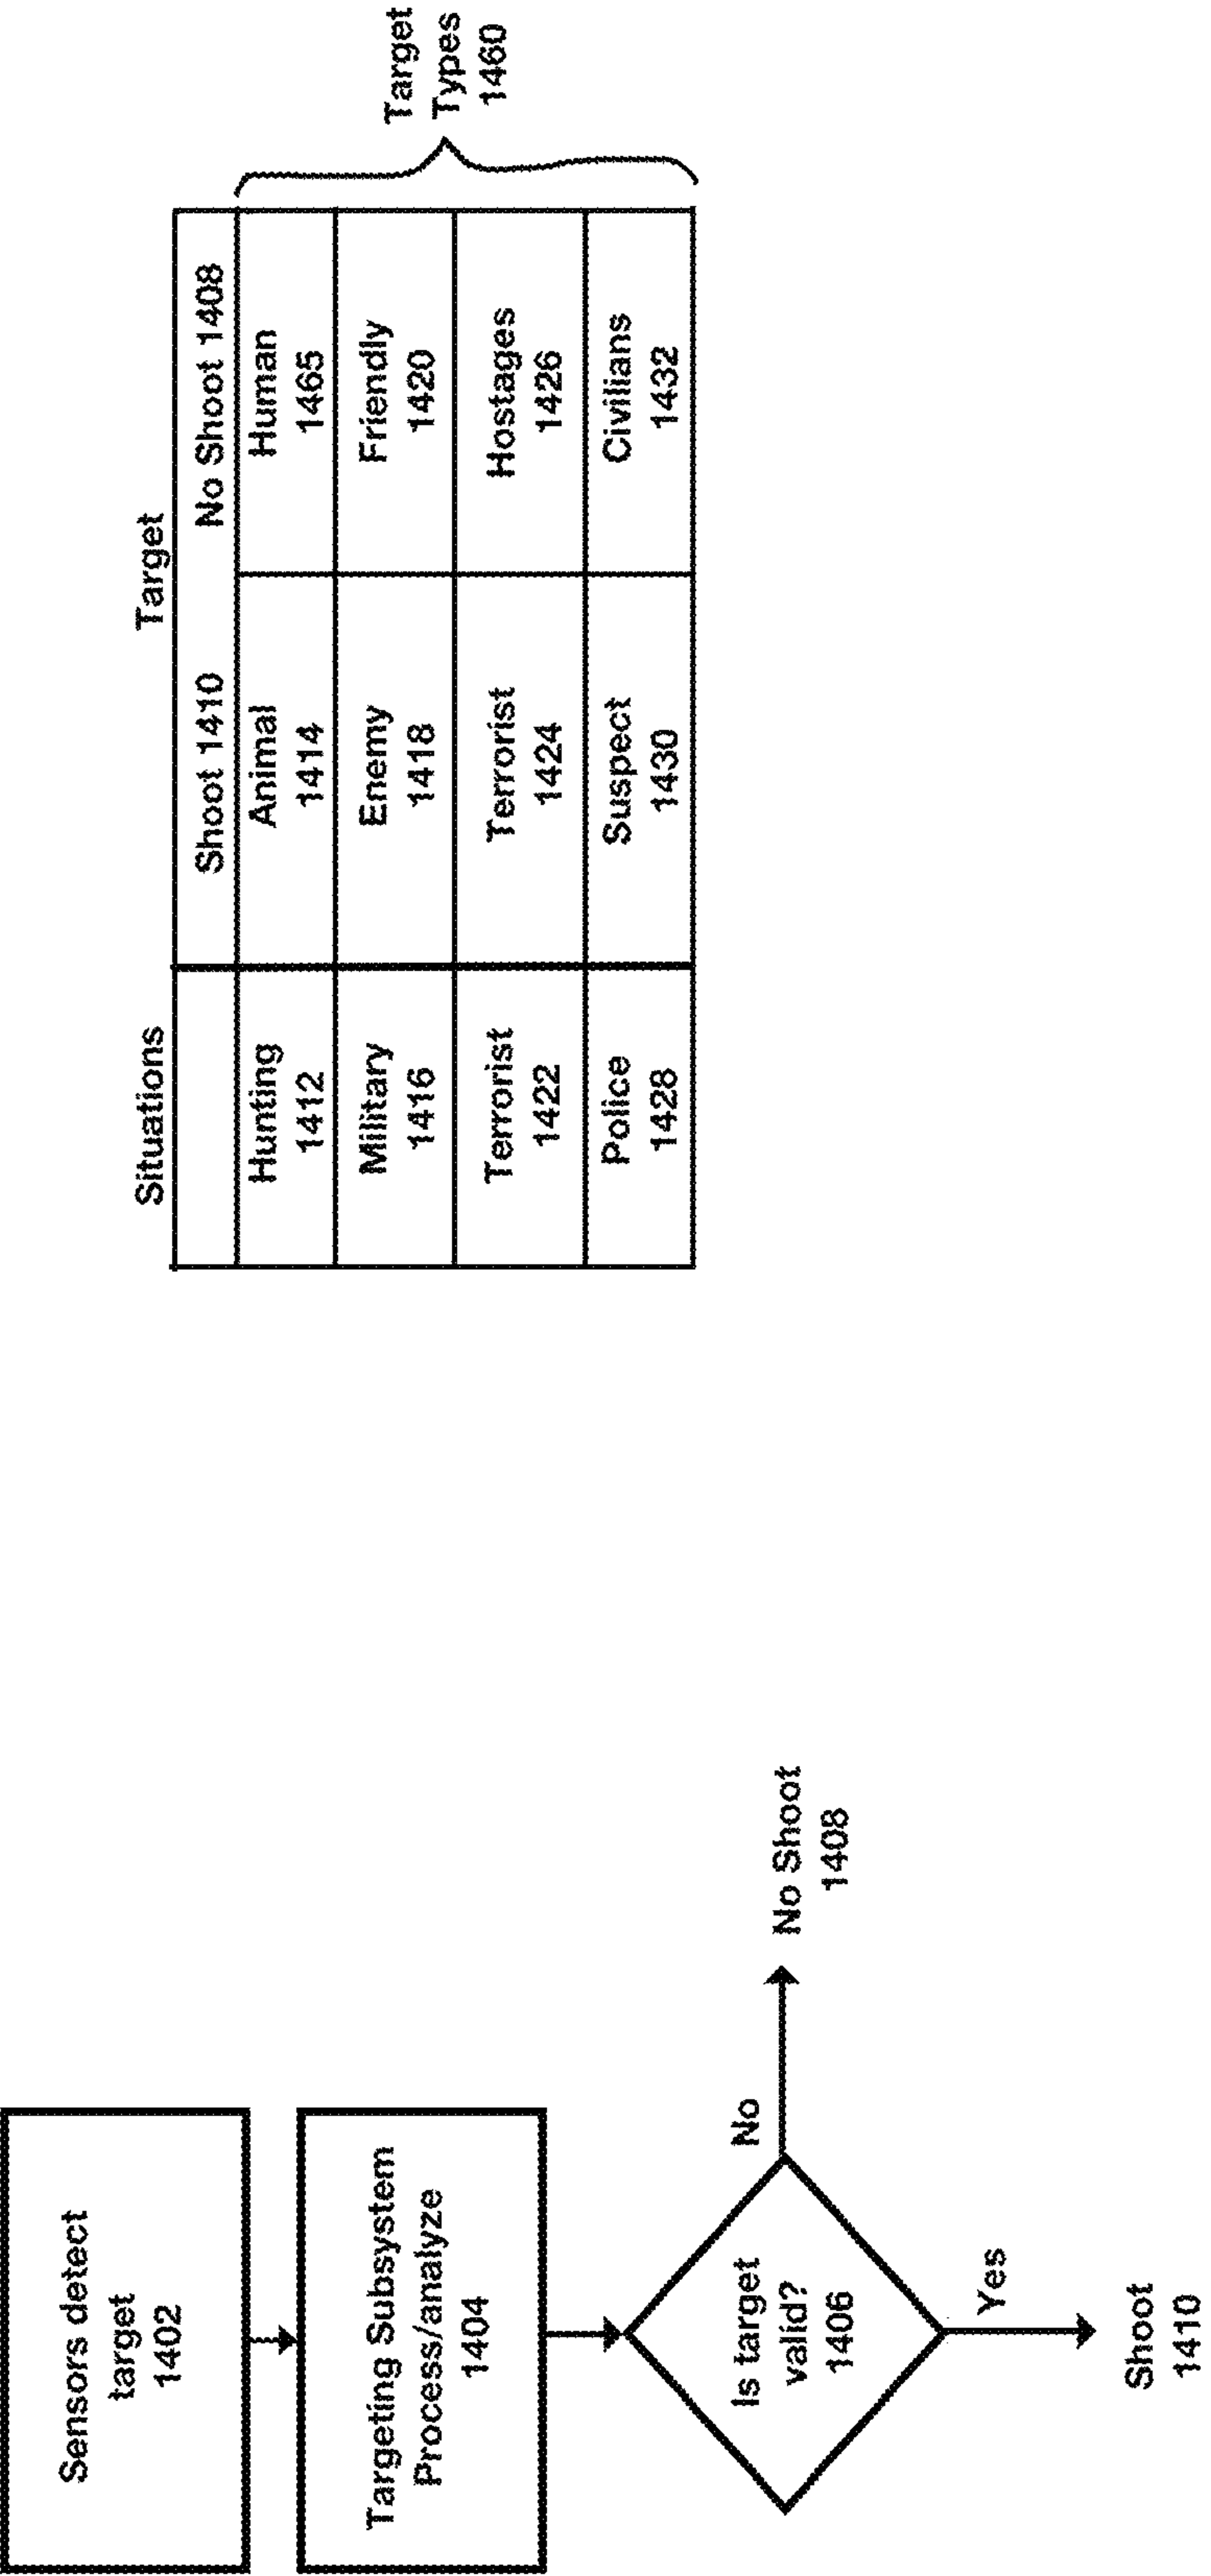 Sensors detect
target
1402
Targeting Subsystem
Process/analyze
1404
Is target
valid?
1406
No
No Shoot
1408
Yes
Shoot
1410
Situations
Target
Shoot 1410
No Shoot 1408
Hunting
1412
Animal
1414
Human
1465
Military
1416
Enemy
1418
Friendly
1420
Terrorist
1422
Terrorist
1424
Hostages
1426
Police
1428
Suspect
1430
Civilians
1432
Target
Types
1460